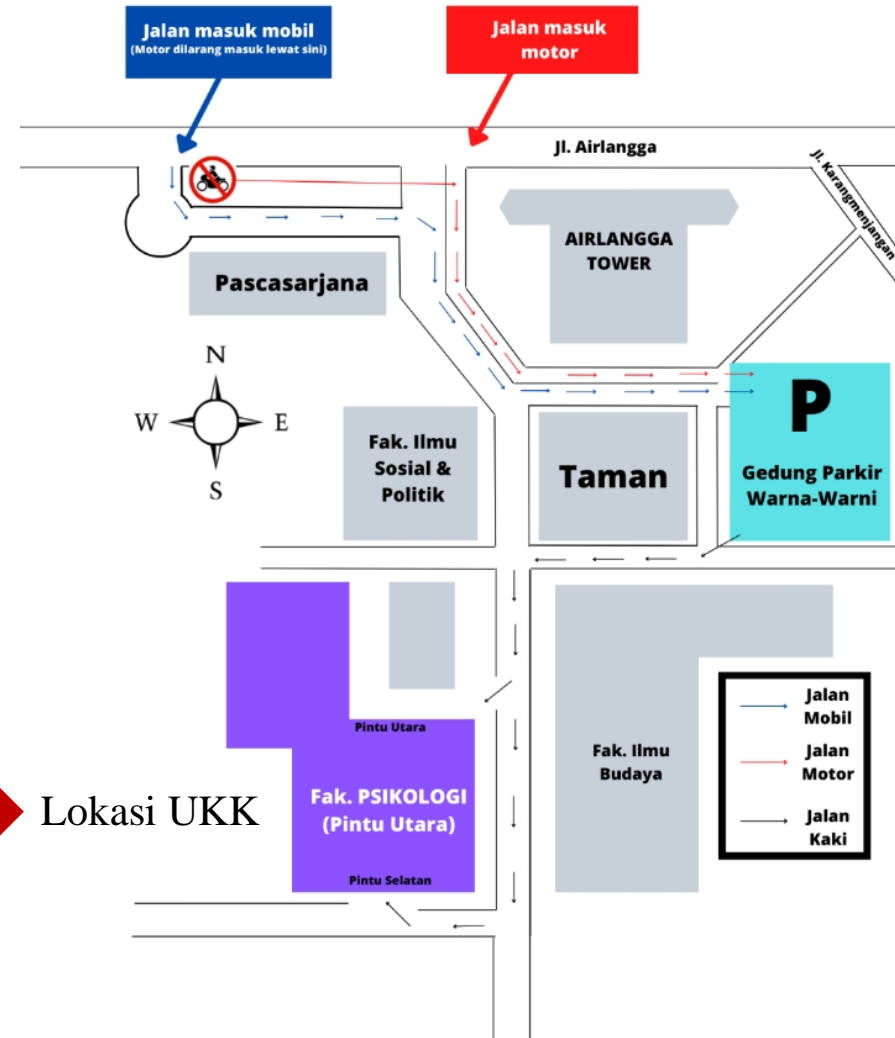 Jalan masuk mobil
(Motor dilarang masuk lewat sini)
Jalan masuk
motor
Jl. Airlangga
Jl. Karangmenjangan
AIRLANGGA
TOWER
Pascasarjana
N
W
E
S
P
Gedung Parkir
Warna-Warni
Fak. Ilmu
Sosial &
Politik
Taman
Pintu Utara
Fak. PSIKOLOGI
(Pintu Utara)
Pintu Selatan
Lokasi UKK
Fak. Ilmu
Budaya
Jalan
Mobil
Jalan
Motor
Jalan
Kaki